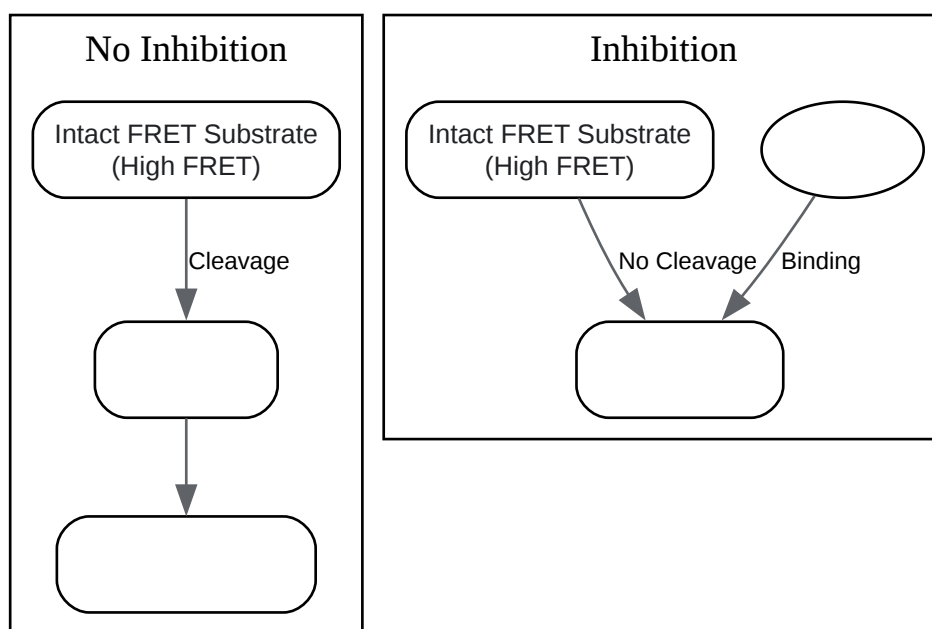 No Inhibition
Intact FRET Substrate
(High FRET)
Cleavage
Inhibition
Intact FRET Substrate
(High FRET)
No Cleavage
Binding